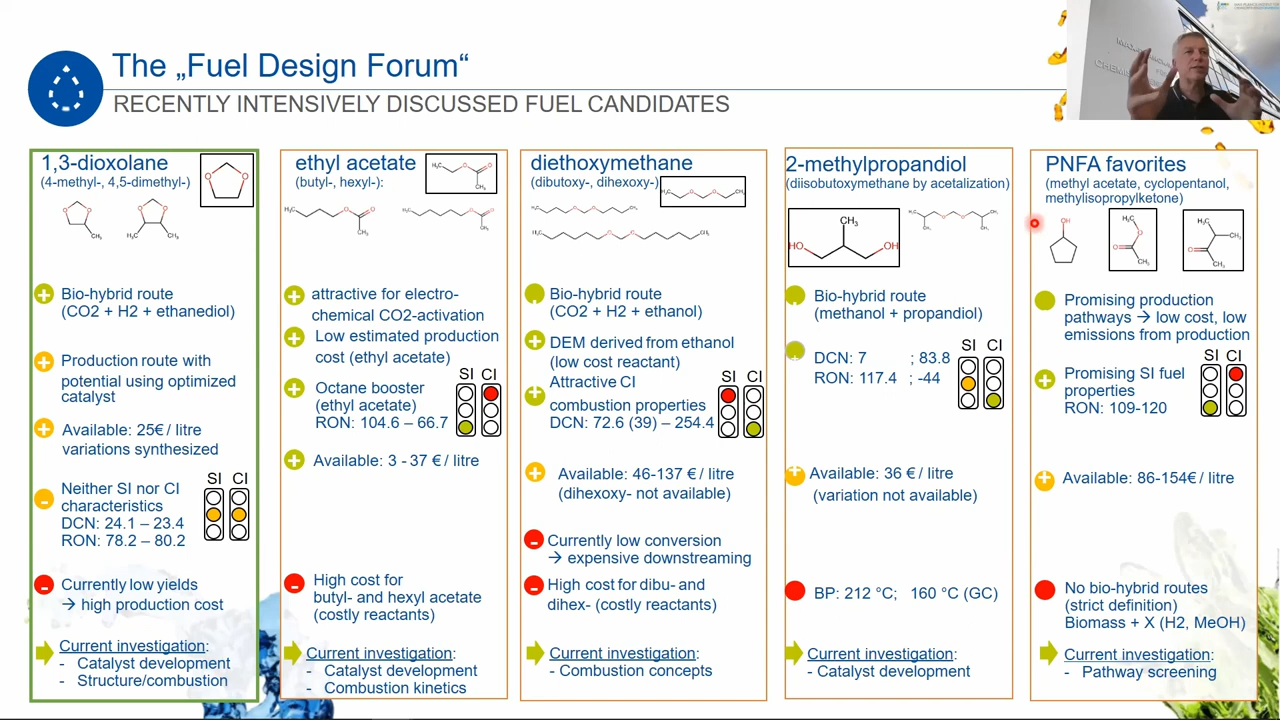 The „Fuel Design Forum“
RECENTLY INTENSIVELY DISCUSSED FUEL CANDIDATES
1,3-dioxolane
(4-methyl-, 4,5-dimethyl-)
Bio-hybrid route
(CO2 + H2 + ethanediol)
Production route with
potential using optimized
catalyst
Available: 25€ / litre
variations synthesized
SI CI
Neither SI nor CI
characteristics
DCN: 24.1 – 23.4
RON: 78.2 – 80.2
Currently low yields
→ high production cost
Current investigation:
- Catalyst development
- Structure/combustion
ethyl acetate
(butyl-, hexyl-):
attractive for electro-
chemical CO2-activation
Low estimated production
cost (ethyl acetate)
SI CI
Octane booster
(ethyl acetate)
RON: 104.6 – 66.7
Available: 3 - 37 € / litre
High cost for
butyl- and hexyl acetate
(costly reactants)
Current investigation:
- Catalyst development
- Combustion kinetics
diethoxymethane
(dibutoxy-, dihexoxy-)
Bio-hybrid route
(CO2 + H2 + ethanol)
DEM derived from ethanol
(low cost reactant)
SI CI
Attractive CI
combustion properties
DCN: 72.6 (39) – 254.4
Available: 46-137 € / litre
(dihexoxy- not available)
Currently low conversion
→ expensive downstreaming
High cost for dibu- and
dihex- (costly reactants)
Current investigation:
- Combustion concepts
2-methylpropandiol
(diisobutoxymethane by acetalization)
CH₃
HO OH
Bio-hybrid route
(methanol + propandiol)
SI CI
DCN: 7 ; 83.8
RON: 117.4 ; -44
Available: 36 € / litre
(variation not available)
BP: 212 °C; 160 °C (GC)
Current investigation:
- Catalyst development
PNFA favorites
(methyl acetate, cyclopentanol,
methylisopropylketone)
Promising production
pathways → low cost, low
emissions from production
SI CI
Promising SI fuel
properties
RON: 109-120
Available: 86-154€ / litre
No bio-hybrid routes
(strict definition)
Biomass + X (H2, MeOH)
Current investigation:
- Pathway screening